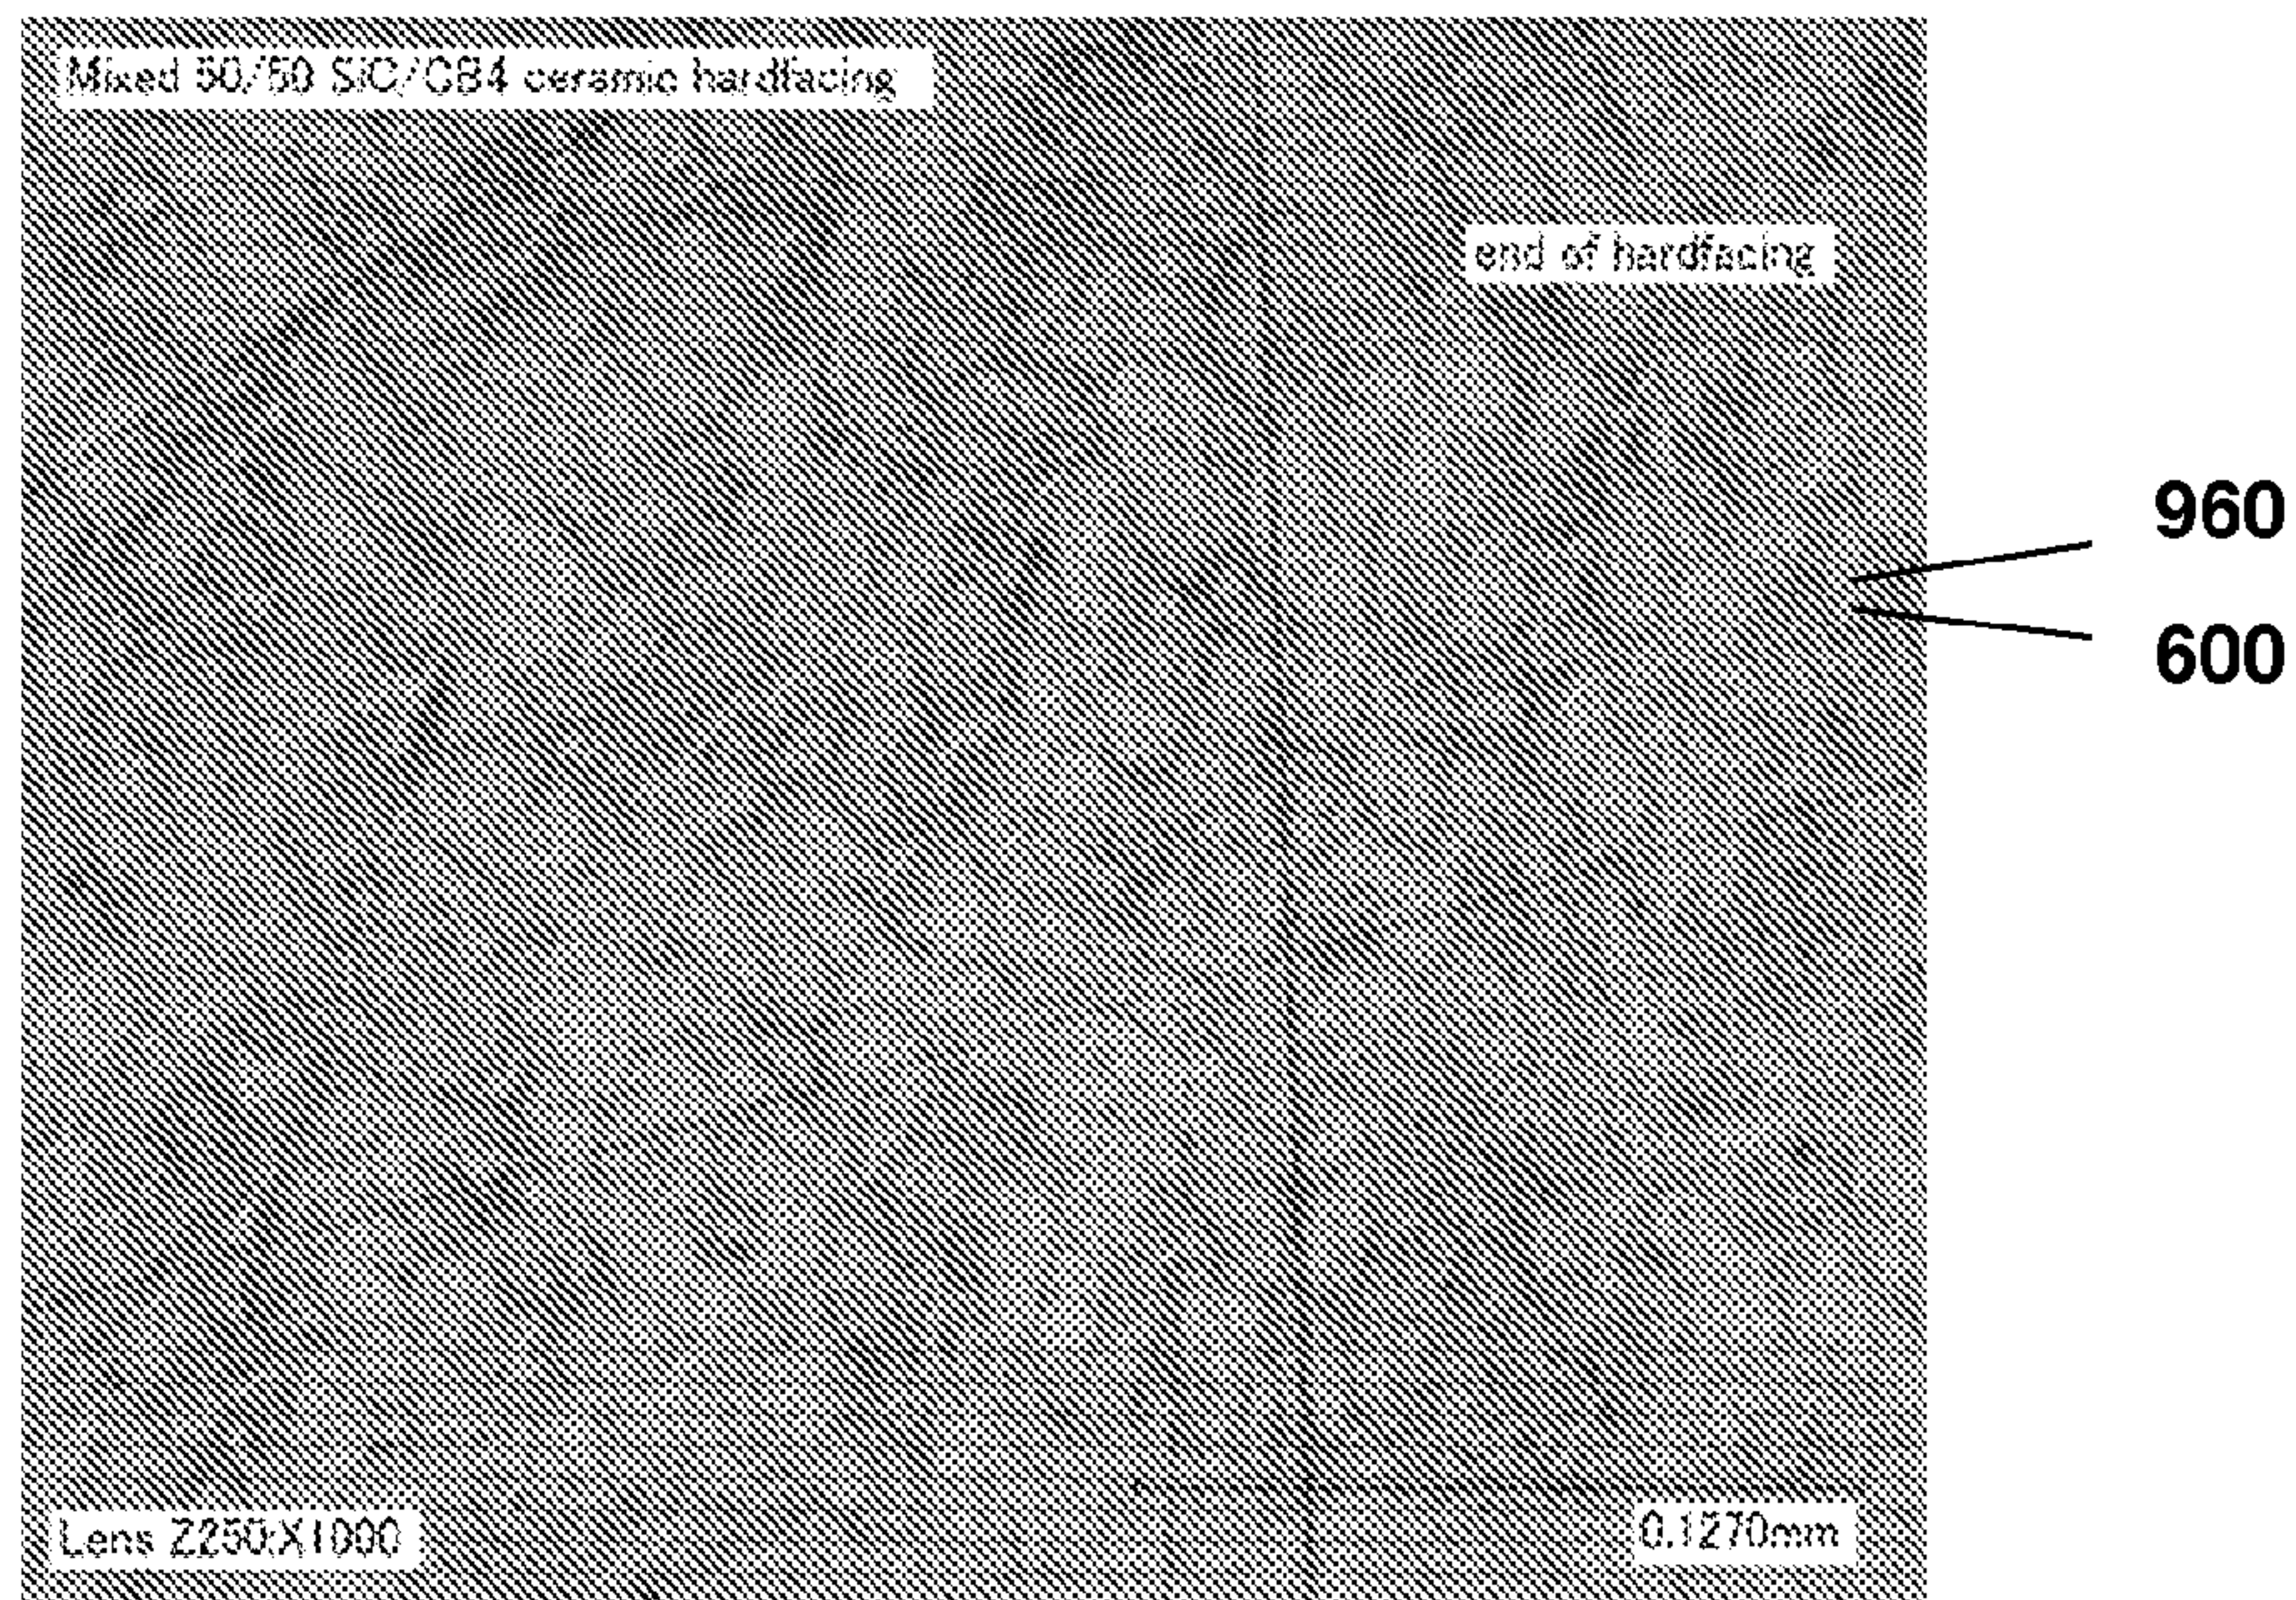 Mixed 50/50 SiC/CB4 ceramic hardfacing
end of hardfacing
960
600
Lens Z250:X1000
0.1270mm